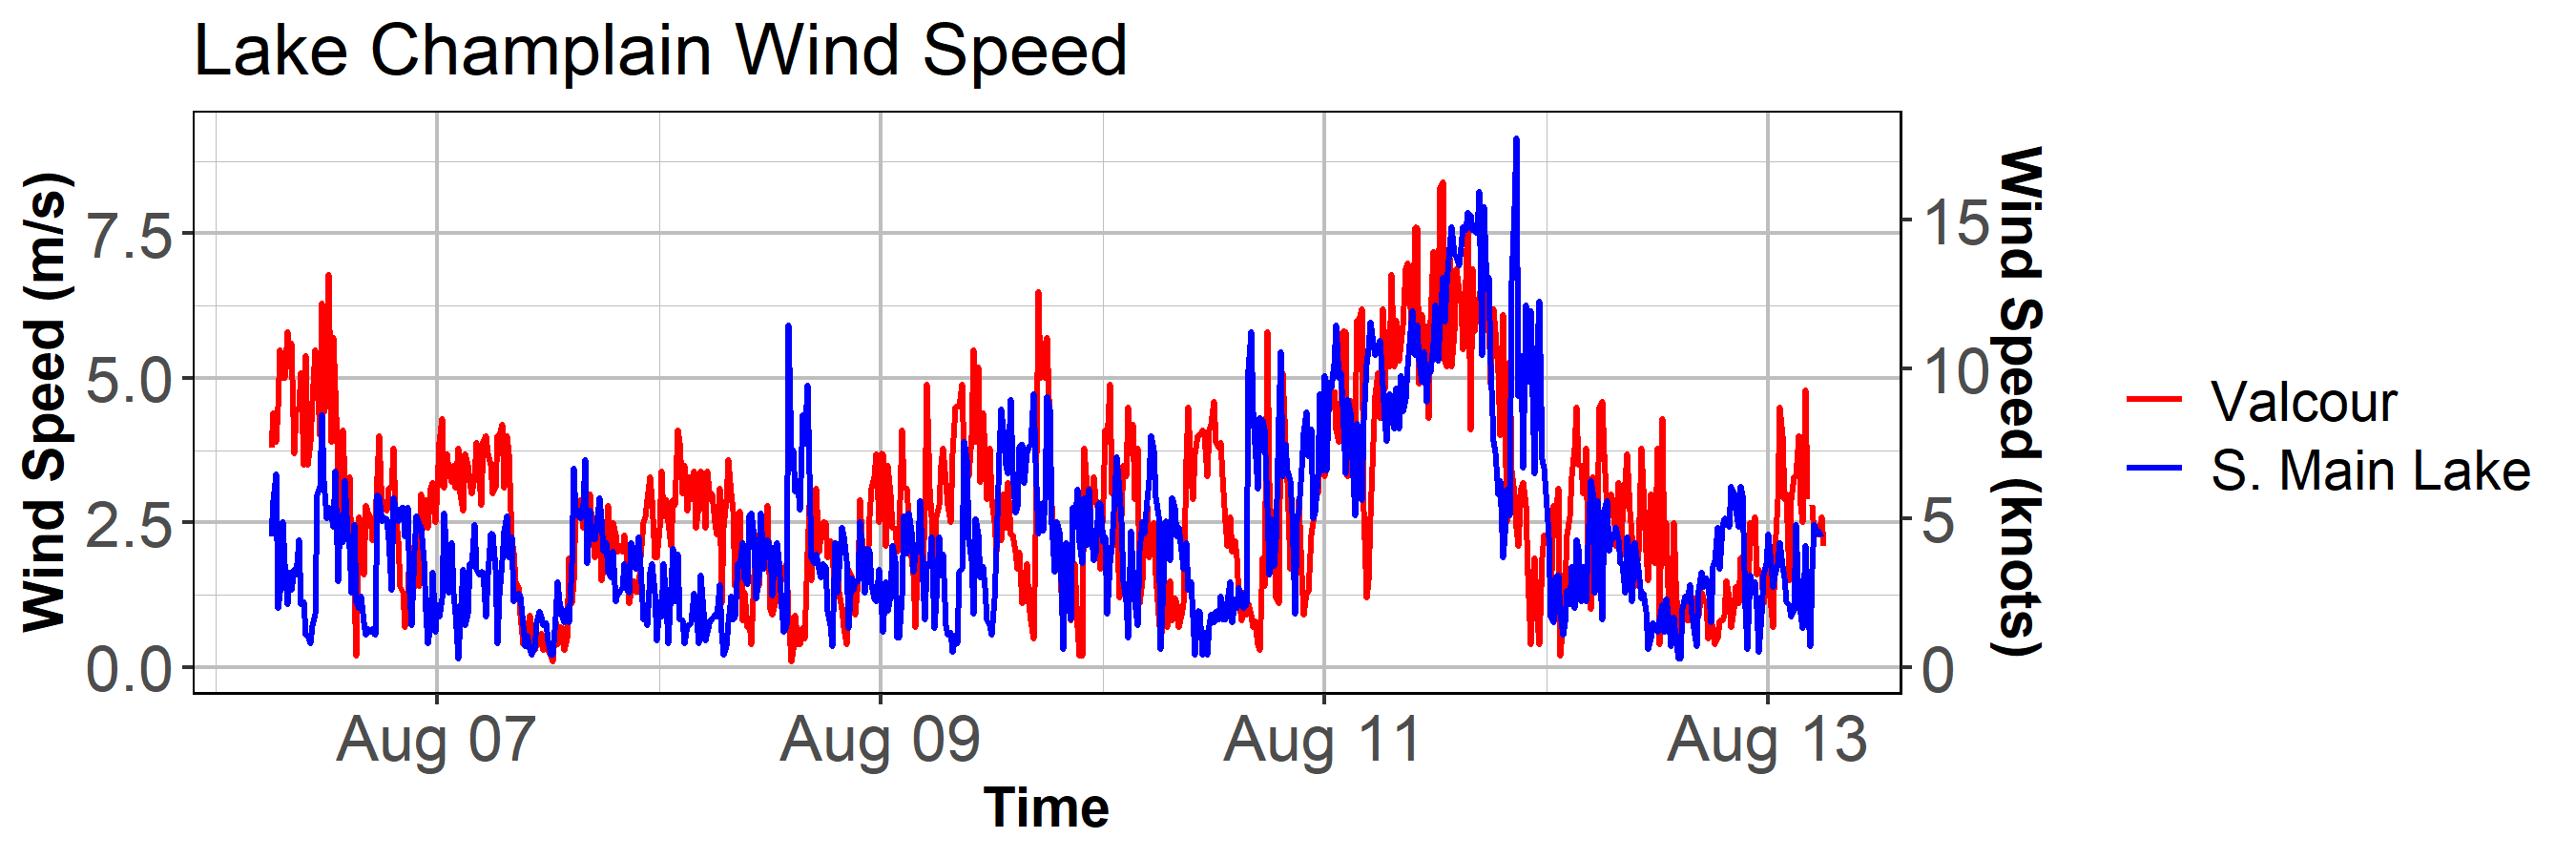 Lake Champlain Wind Speed
Wind Speed (m/s)
7.5
5.0
2.5
0.0
15
10
5
0
Wind Speed (knots)
Aug 07
Aug 09
Aug 11
Aug 13
Time
Valcour
S. Main Lake